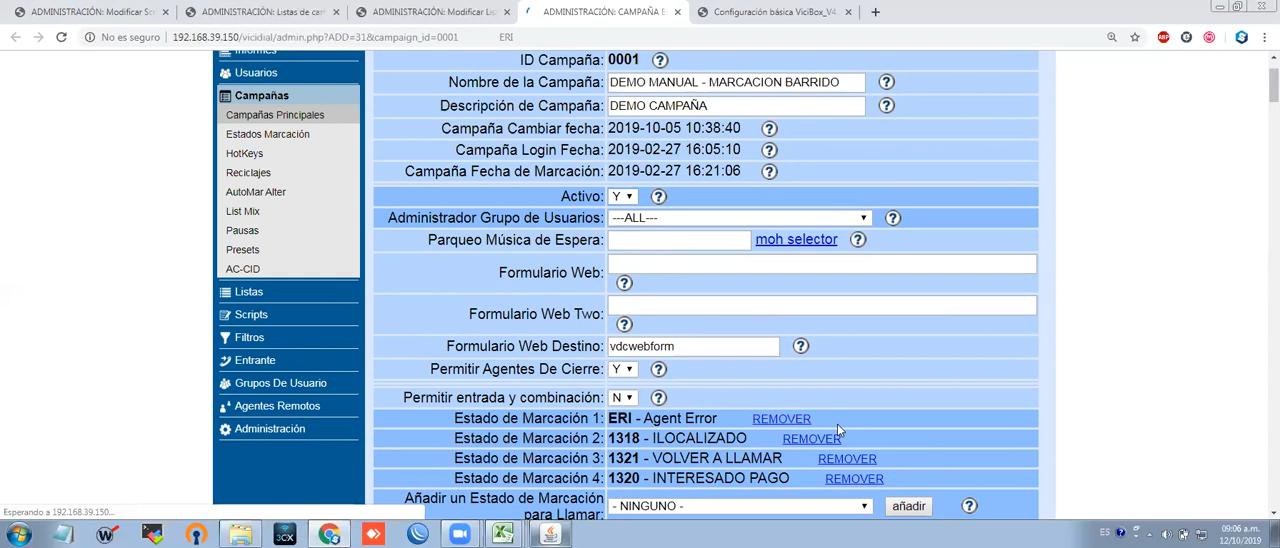 ADMINISTRACIÓN: Modificar Sc
ADMINISTRACIÓN: Listas de cam
ADMINISTRACIÓN: Modificar List
ADMINISTRACIÓN: CAMPAÑA E
Configuración básica ViciBox_V4.
No es seguro
192.168.39.150/vicidial/admin.php?ADD=31&campaign_id=0001
ERI
Informes
Usuarios
Campañas
Campañas Principales
Estados Marcación
HotKeys
Reciclajes
AutoMar Alter
List Mix
Pausas
Presets
AC-CID
Listas
Scripts
Filtros
Entrante
Grupos De Usuario
Agentes Remotos
Administración
ID Campaña: 0001
Nombre de la Campaña: DEMO MANUAL - MARCACION BARRIDO
Descripción de Campaña: DEMO CAMPAÑA
Campaña Cambiar fecha: 2019-10-05 10:38:40
Campaña Login Fecha: 2019-02-27 16:05:10
Campaña Fecha de Marcación: 2019-02-27 16:21:06
Activo: Y
Administrador Grupo de Usuarios: ---ALL---
Parqueo Música de Espera: moh selector
Formulario Web:
Formulario Web Two:
Formulario Web Destino: vdcwebform
Permitir Agentes De Cierre: Y
Permitir entrada y combinación: N
Estado de Marcación 1: ERI - Agent Error REMOVER
Estado de Marcación 2: 1318 - ILOCALIZADO REMOVER
Estado de Marcación 3: 1321 - VOLVER A LLAMAR REMOVER
Estado de Marcación 4: 1320 - INTERESADO PAGO REMOVER
Añadir un Estado de Marcación
para Llamar: - NINGUNO - añadir
Esperando a 192.168.39.150...
3CX
ES
09:06 a.m.
12/10/2019